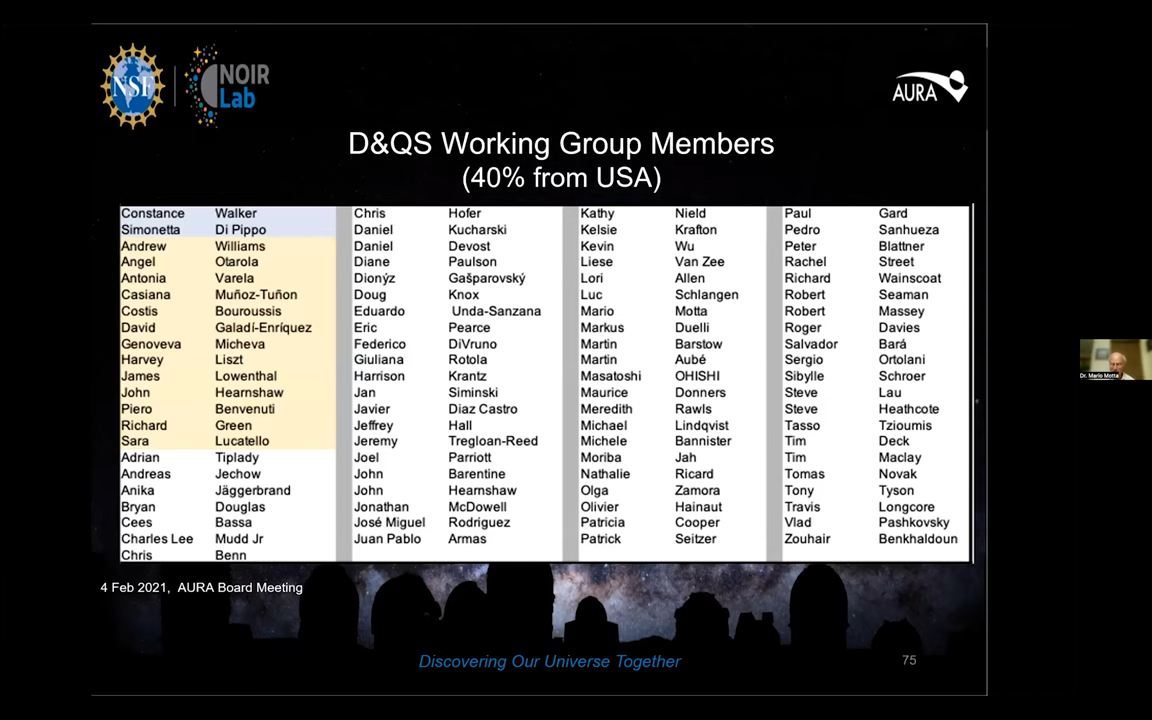 NSF
NOIR
Lab
AURA
D&QS Working Group Members
(40% from USA)
Constance Walker
Simonetta Di Pippo
Andrew Williams
Angel Otarola
Antonia Varela
Casiana Muñoz-Tuñon
Costis Bouroussis
David Galadí-Enríquez
Genoveva Micheva
Harvey Liszt
James Lowenthal
John Hearnshaw
Piero Benvenuti
Richard Green
Sara Lucatello
Adrian Tiplady
Andreas Jechow
Anika Jäggerbrand
Bryan Douglas
Cees Bassa
Charles Lee Mudd Jr
Chris Benn
Chris Hofer
Daniel Kucharski
Daniel Devost
Diane Paulson
Dionýz Gašparovský
Doug Knox
Eduardo Unda-Sanzana
Eric Pearce
Federico DiVruno
Giuliana Rotola
Harrison Krantz
Jan Siminski
Javier Diaz Castro
Jeffrey Hall
Jeremy Tregloan-Reed
Joel Parriott
John Barentine
John Hearnshaw
Jonathan McDowell
José Miguel Rodriguez
Juan Pablo Armas
Kathy Nield
Kelsie Krafton
Kevin Wu
Liese Van Zee
Lori Allen
Luc Schlangen
Mario Motta
Markus Duelli
Martin Barstow
Martin Aubé
Masatoshi OHISHI
Maurice Donners
Meredith Rawls
Michael Lindqvist
Michele Bannister
Moriba Jah
Nathalie Ricard
Olga Zamora
Olivier Hainaut
Patricia Cooper
Patrick Seitzer
Paul Gard
Pedro Sanhueza
Peter Blattner
Rachel Street
Richard Wainscoat
Robert Seaman
Robert Massey
Roger Davies
Salvador Bará
Sergio Ortolani
Sibylle Schroer
Steve Lau
Steve Heathcote
Tasso Tzioumis
Tim Deck
Tim Maclay
Tomas Novak
Tony Tyson
Travis Longcore
Vlad Pashkovsky
Zouhair Benkhaldoun
4 Feb 2021, AURA Board Meeting
Discovering Our Universe Together
75
Dr. Mario Motta